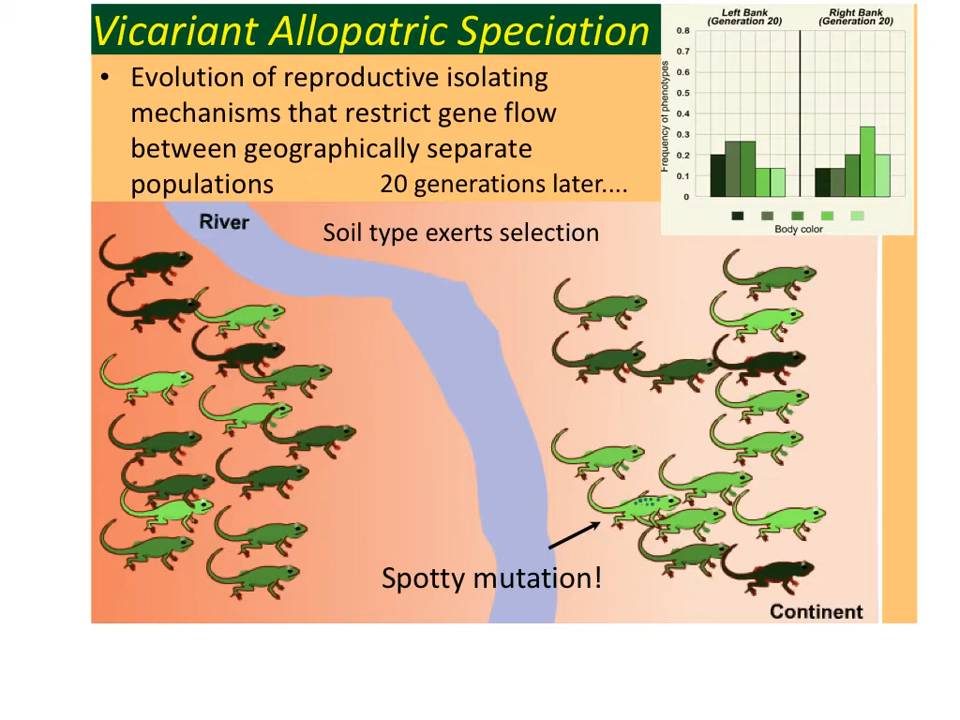 Vicariant Allopatric Speciation
• Evolution of reproductive isolating
mechanisms that restrict gene flow
between geographically separate
populations
20 generations later....
Left Bank
(Generation 20)
Right Bank
(Generation 20)
Frequency of phenotypes
0.8
0.7
0.6
0.5
0.4
0.3
0.2
0.1
0
Body color
River
Soil type exerts selection
Spotty mutation!
Continent